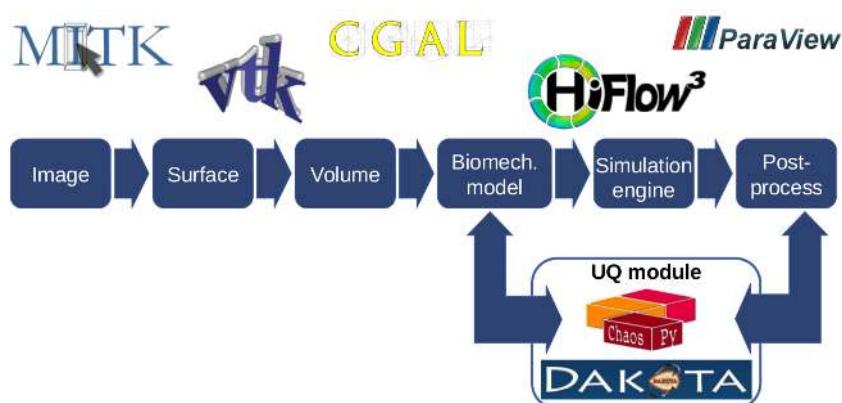 MITK
vtk
CGAL
HiFlow³
ParaView
Image
Surface
Volume
Biomech.
model
Simulation
engine
Post-
process
UQ module
Chaos Py
DAKOTA